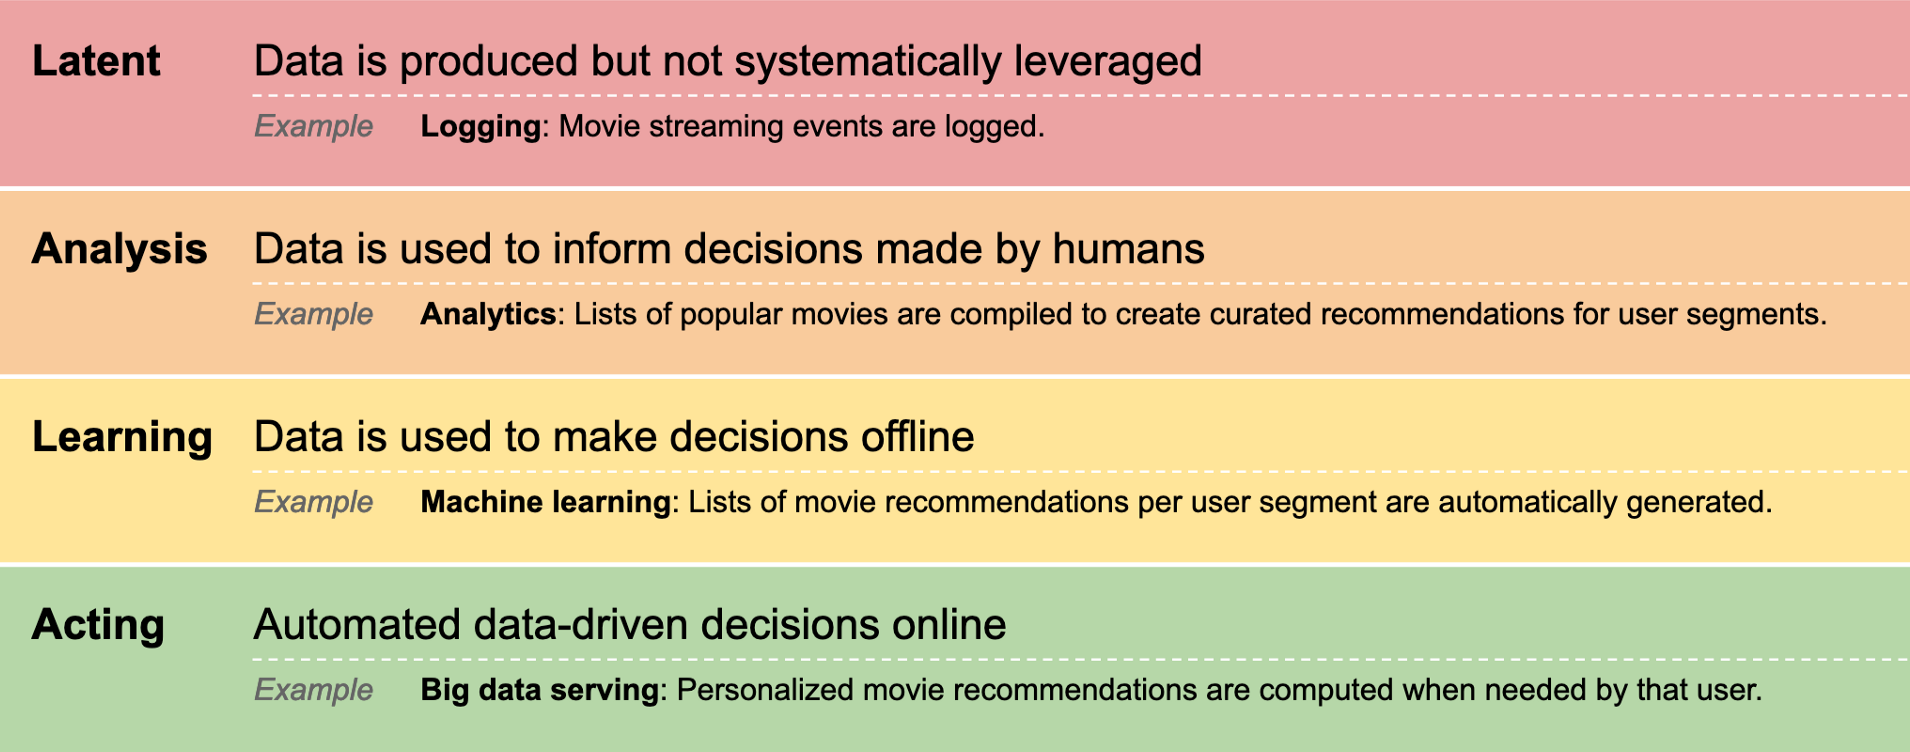 Latent Data is produced but not systematically leveraged
Example Logging: Movie streaming events are logged.
Analysis Data is used to inform decisions made by humans
Example Analytics: Lists of popular movies are compiled to create curated recommendations for user segments.
Learning Data is used to make decisions offline
Example Machine learning: Lists of movie recommendations per user segment are automatically generated.
Acting Automated data-driven decisions online
Example Big data serving: Personalized movie recommendations are computed when needed by that user.